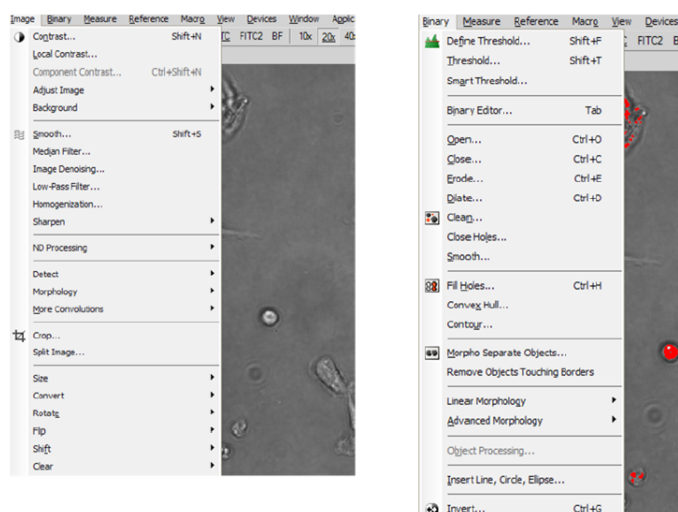 Image Binary Measure Reference Macro View Devices Window Applic
Contrast... Shift+N
Local Contrast...
Component Contrast... Ctrl+Shift+N
Adjust Image
Background
Smooth... Shift+S
Median Filter...
Image Denoising...
Low-Pass Filter...
Homogenization...
Sharpen
ND Processing
Detect
Morphology
More Convolutions
Crop...
Split Image...
Size
Convert
Rotate
Flip
Shift
Clear
FITC2 BF 10x 20x 40
Binary Measure Reference Macro View Devices
Define Threshold... Shift+F
Threshold... Shift+T
Smart Threshold...
Binary Editor... Tab
Open... Ctrl+O
Close... Ctrl+C
Erode... Ctrl+E
Dilate... Ctrl+D
Clean...
Close Holes...
Smooth...
Fill Holes... Ctrl+H
Convex Hull...
Contour...
Morpho Separate Objects...
Remove Objects Touching Borders
Linear Morphology
Advanced Morphology
Object Processing...
Insert Line, Circle, Ellipse...
Invert... Ctrl+G
FITC2